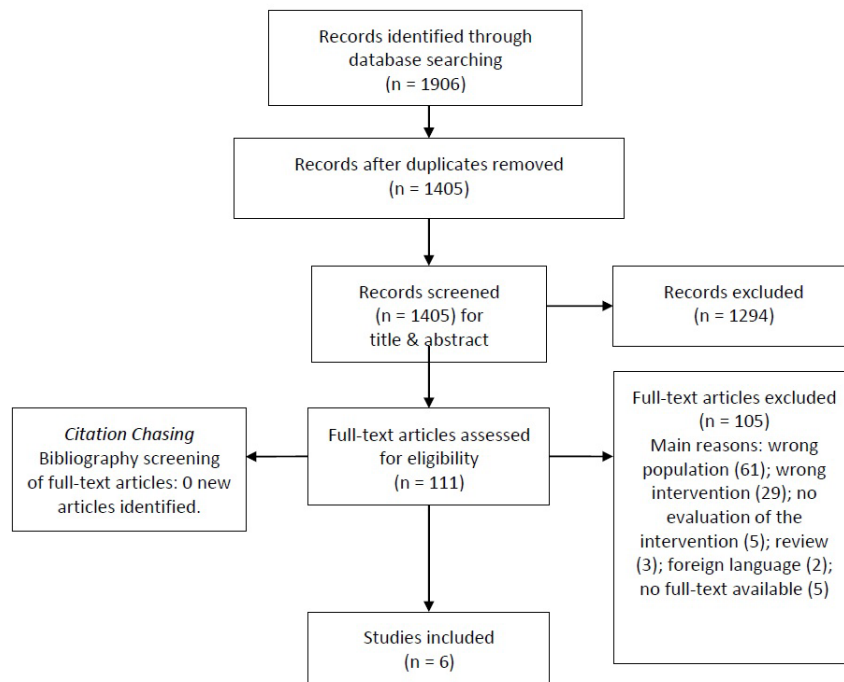 Records identified through
database searching
(n = 1906)
Records after duplicates removed
(n = 1405)
Records screened
(n = 1405) for
title & abstract
Records excluded
(n = 1294)
Citation Chasing
Bibliography screening
of full-text articles: 0 new
articles identified.
Full-text articles assessed
for eligibility
(n = 111)
Full-text articles excluded
(n = 105)
Main reasons: wrong
population (61); wrong
intervention (29); no
evaluation of the
intervention (5); review
(3); foreign language (2);
no full-text available (5)
Studies included
(n = 6)